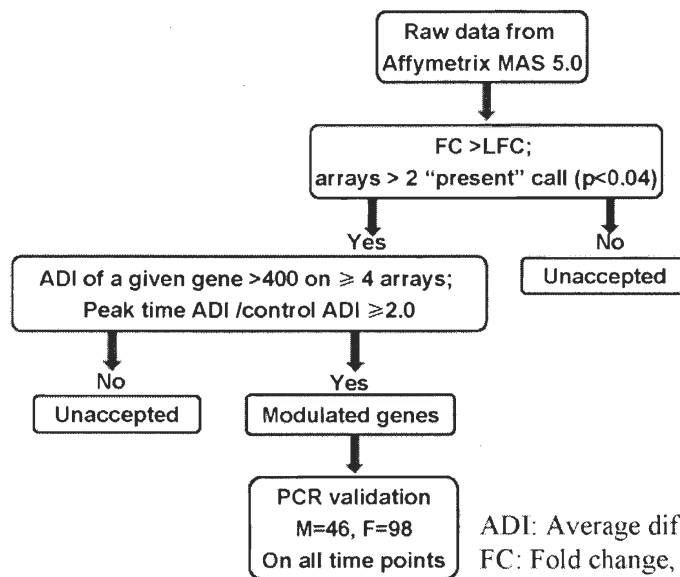 Raw data from
Affymetrix MAS 5.0
FC >LFC;
arrays > 2 “present” call (p<0.04)
Yes
No
ADI of a given gene >400 on ≥ 4 arrays;
Peak time ADI /control ADI ≥2.0
Unaccepted
No
Yes
Unaccepted
Modulated genes
PCR validation
M=46, F=98
On all time points
ADI: Average
FC: Fold change,